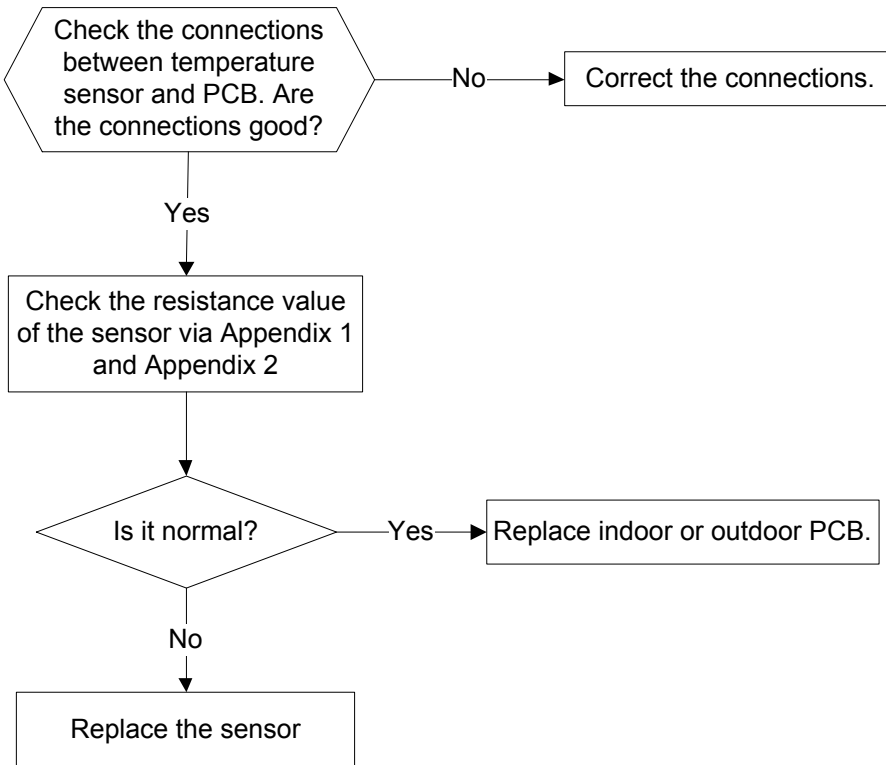 Check the connections
between temperature
sensor and PCB. Are
the connections good?
No
Correct the connections.
Yes
Check the resistance value
of the sensor via Appendix 1
and Appendix 2
Is it normal?
Yes
Replace indoor or outdoor PCB.
No
Replace the sensor